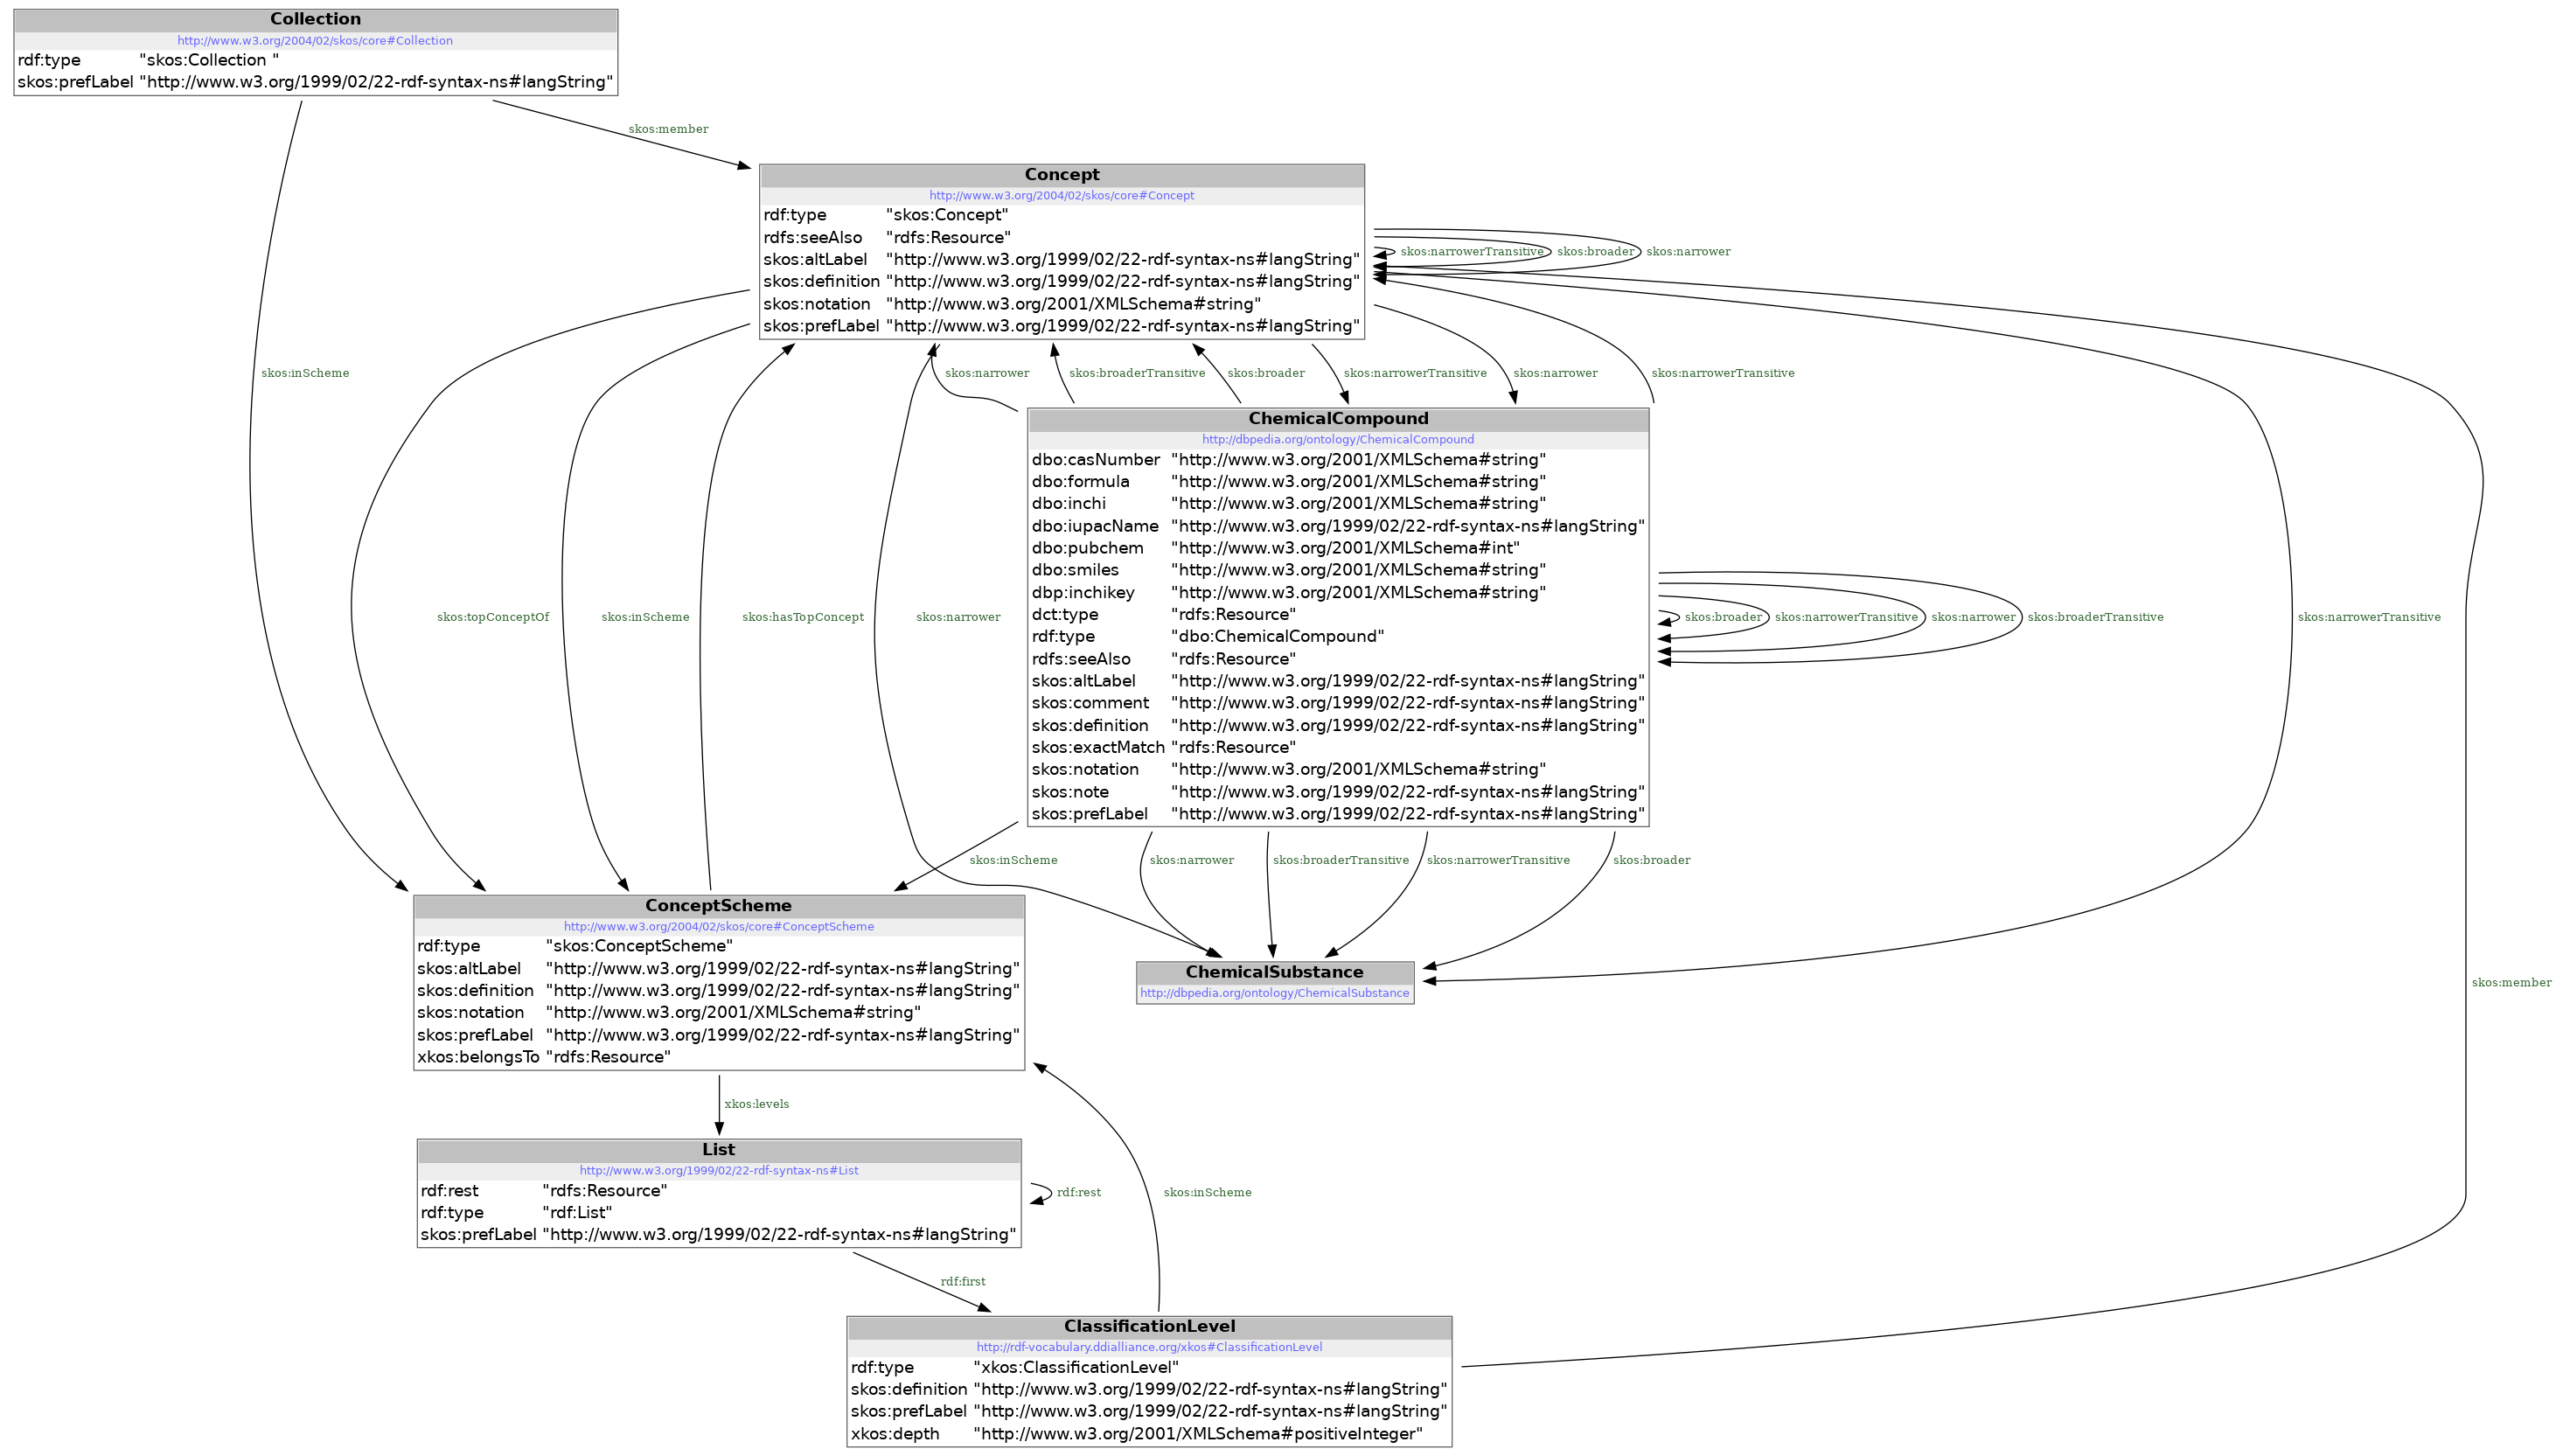 Collection
http://www.w3.org/2004/02/skos/core#Collection
rdf:type "skos:Collection "
skos:prefLabel "http://www.w3.org/1999/02/22-rdf-syntax-ns#langString"
skos:member
Concept
http://www.w3.org/2004/02/skos/core#Concept
rdf:type "skos:Concept"
rdfs:seeAlso "rdfs:Resource"
skos:altLabel "http://www.w3.org/1999/02/22-rdf-syntax-ns#langString"
skos:definition "http://www.w3.org/1999/02/22-rdf-syntax-ns#langString"
skos:notation "http://www.w3.org/2001/XMLSchema#string"
skos:prefLabel "http://www.w3.org/1999/02/22-rdf-syntax-ns#langString"
skos:narrowerTransitive skos:broader skos:narrower
skos:inScheme skos:narrower skos:broaderTransitive skos:broader skos:narrowerTransitive skos:narrower skos:narrowerTransitive
ChemicalCompound
http://dbpedia.org/ontology/ChemicalCompound
dbo:casNumber "http://www.w3.org/2001/XMLSchema#string"
dbo:formula "http://www.w3.org/2001/XMLSchema#string"
dbo:inchi "http://www.w3.org/2001/XMLSchema#string"
dbo:iupacName "http://www.w3.org/1999/02/22-rdf-syntax-ns#langString"
dbo:pubchem "http://www.w3.org/2001/XMLSchema#int"
dbo:smiles "http://www.w3.org/2001/XMLSchema#string"
dbp:inchikey "http://www.w3.org/2001/XMLSchema#string"
dct:type "rdfs:Resource"
rdf:type "dbo:ChemicalCompound"
rdfs:seeAlso "rdfs:Resource"
skos:altLabel "http://www.w3.org/1999/02/22-rdf-syntax-ns#langString"
skos:comment "http://www.w3.org/1999/02/22-rdf-syntax-ns#langString"
skos:definition "http://www.w3.org/1999/02/22-rdf-syntax-ns#langString"
skos:exactMatch "rdfs:Resource"
skos:notation "http://www.w3.org/2001/XMLSchema#string"
skos:note "http://www.w3.org/1999/02/22-rdf-syntax-ns#langString"
skos:prefLabel "http://www.w3.org/1999/02/22-rdf-syntax-ns#langString"
skos:topConceptOf skos:inScheme skos:hasTopConcept skos:narrower
skos:broader skos:narrowerTransitive skos:narrower skos:broaderTransitive skos:narrowerTransitive
skos:inScheme skos:narrower skos:broaderTransitive skos:narrowerTransitive skos:broader
ConceptScheme
http://www.w3.org/2004/02/skos/core#ConceptScheme
rdf:type "skos:ConceptScheme"
skos:altLabel "http://www.w3.org/1999/02/22-rdf-syntax-ns#langString"
skos:definition "http://www.w3.org/1999/02/22-rdf-syntax-ns#langString"
skos:notation "http://www.w3.org/2001/XMLSchema#string"
skos:prefLabel "http://www.w3.org/1999/02/22-rdf-syntax-ns#langString"
xkos:belongsTo "rdfs:Resource"
ChemicalSubstance
http://dbpedia.org/ontology/ChemicalSubstance
skos:member
xkos:levels
List
http://www.w3.org/1999/02/22-rdf-syntax-ns#List
rdf:rest "rdfs:Resource"
rdf:type "rdf:List"
skos:prefLabel "http://www.w3.org/1999/02/22-rdf-syntax-ns#langString"
rdf:rest
skos:inScheme
rdf:first
ClassificationLevel
http://rdf-vocabulary.ddialliance.org/xkos#ClassificationLevel
rdf:type "xkos:ClassificationLevel"
skos:definition "http://www.w3.org/1999/02/22-rdf-syntax-ns#langString"
skos:prefLabel "http://www.w3.org/1999/02/22-rdf-syntax-ns#langString"
xkos:depth "http://www.w3.org/2001/XMLSchema#positiveInteger"